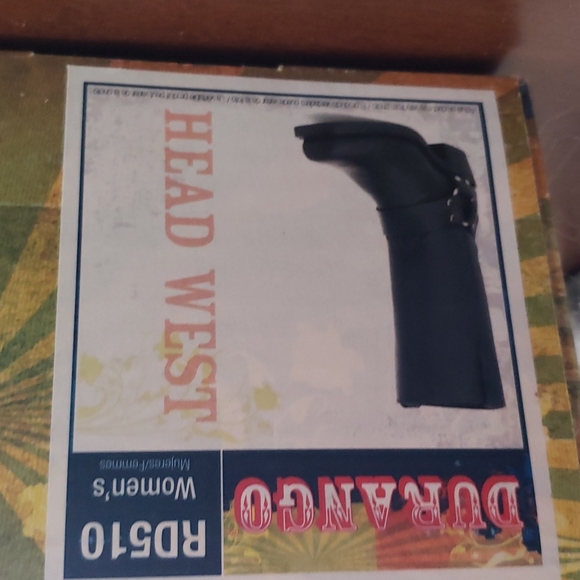 DURANGO
RD510
Women's
Mujeres/Femmes
HEAD WEST